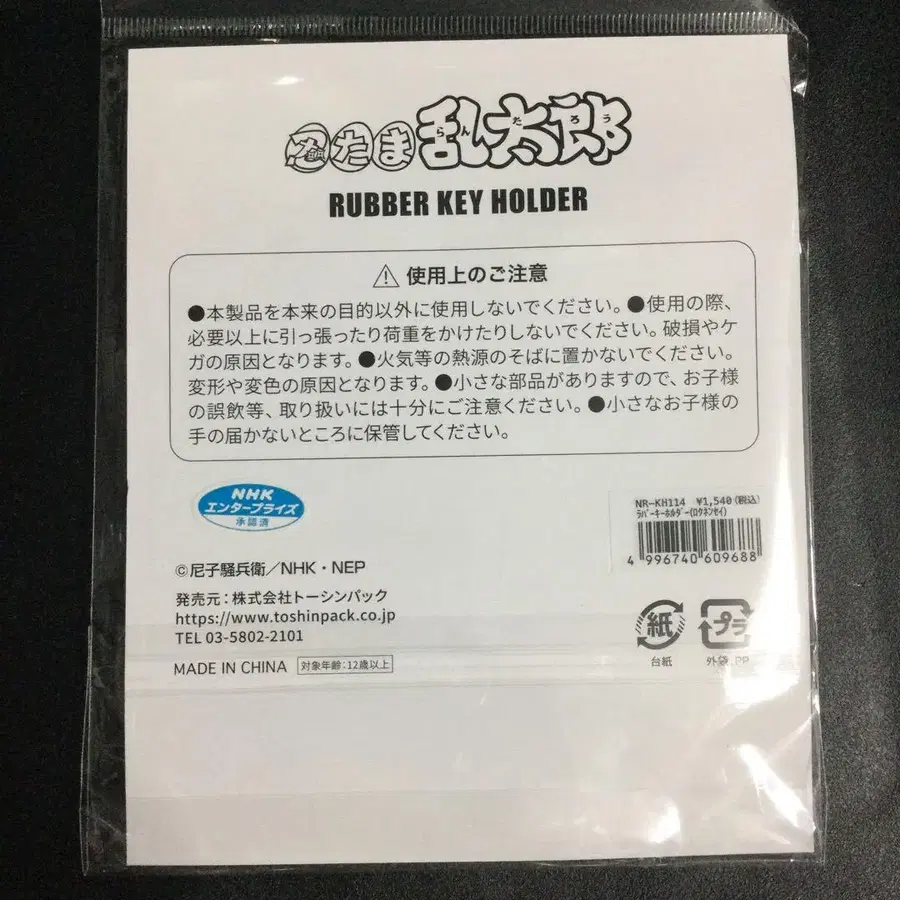 忍たま乱太郎
らんたろう
RUBBER KEY HOLDER
⚠ 使用上のご注意
●本製品を本来の目的以外に使用しないでください。●使用の際、
必要以上に引っ張ったり荷重をかけたりしないでください。破損やケ
ガの原因となります。●火気等の熱源のそばに置かないでください。
変形や変色の原因となります。●小さな部品がありますので、お子様
の誤飲等、取り扱いには十分にご注意ください。●小さなお子様の
手の届かないところに保管してください。
NHK
エンタープライズ
承認済
NR-KH114 ¥1,540(税込)
ラバーキーホルダー(ロクネンセイ)
4 996740 609688
©尼子騒兵衛/NHK・NEP
発売元:株式会社トーシンパック
https://www.toshinpack.co.jp
TEL 03-5802-2101
MADE IN CHINA 対象年齢:12歳以上
紙
台紙
プラ
外袋:PP